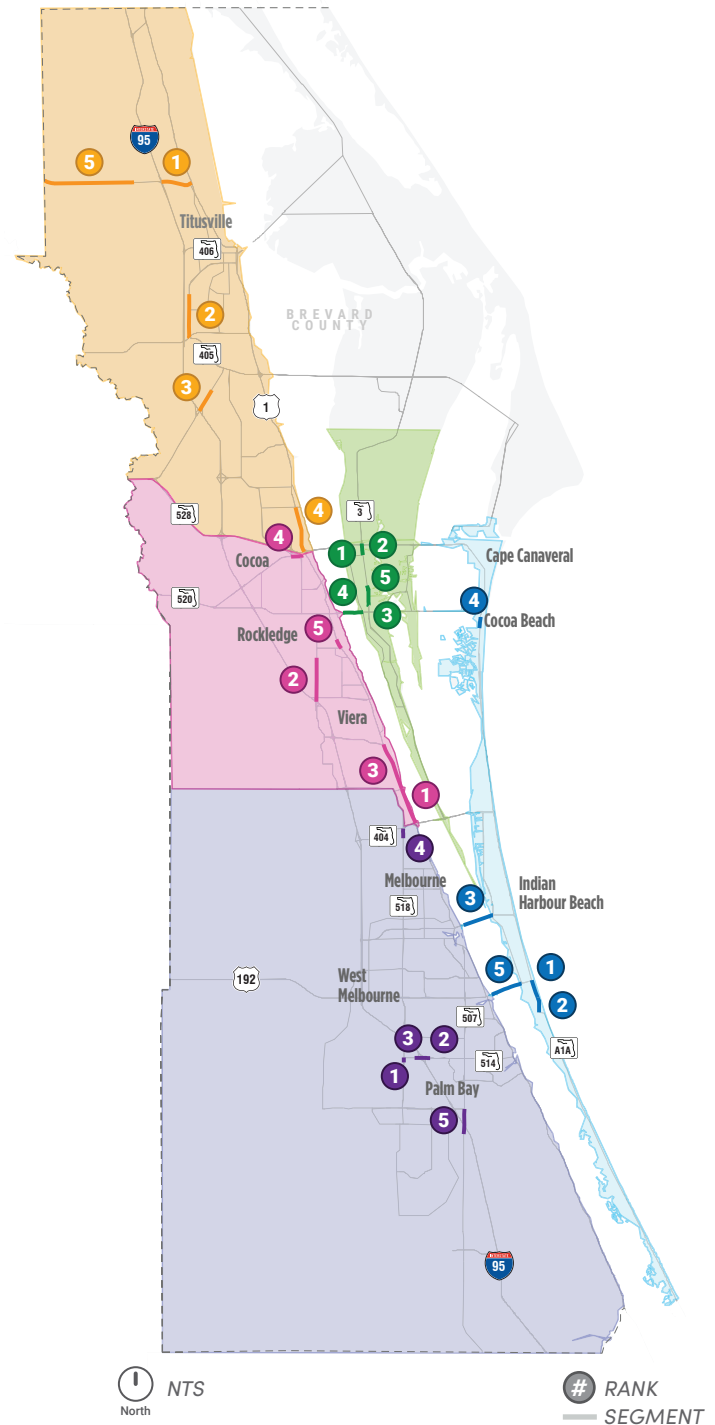 INTERSTATE
95
5
1
Titusville
406
2
BREVARD
COUNTY
405
3
1
4
3
528
4
1
2
Cocoa
Cape Canaveral
5
4
520
4
3
Cocoa Beach
5
Rockledge
2
Viera
3
1
404
4
Melbourne
518
3
Indian
Harbour Beach
192
West
Melbourne
5
1
2
507
3
2
A1A
514
1
Palm Bay
5
INTERSTATE
95
North
NTS
# RANK
SEGMENT